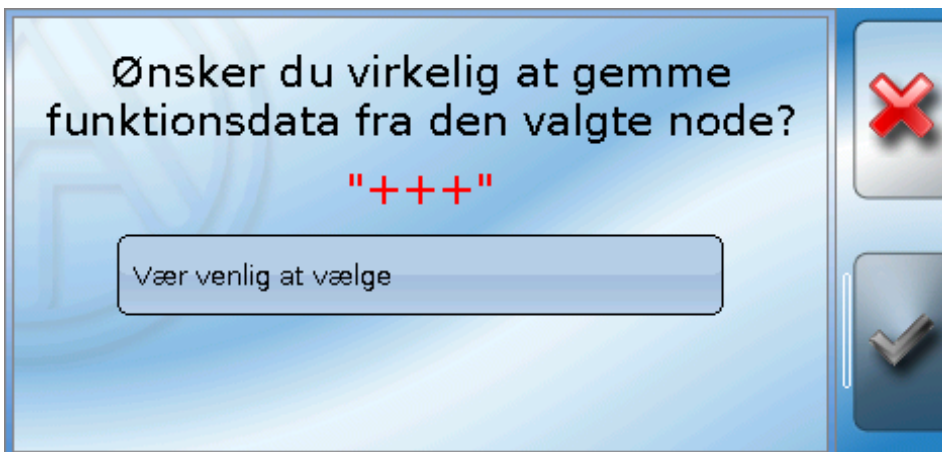 Ønsker du virkelig at gemme
funktionsdata fra den valgte node?
"+++"
Vær venlig at vælge